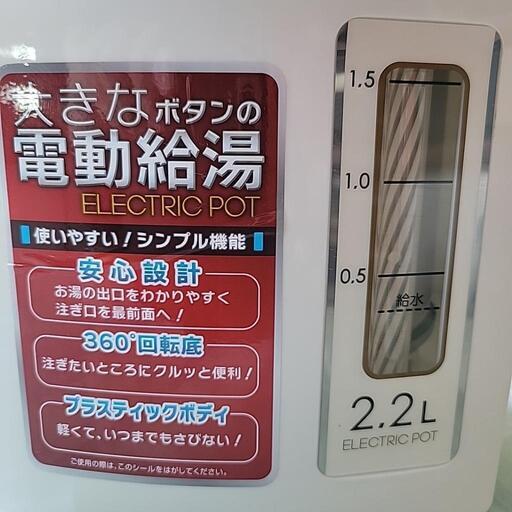 大きなボタンの
電動給湯
ELECTRIC POT
使いやすい！シンプル機能
安心設計
お湯の出口をわかりやすく
注ぎ口を最前面へ！
360°回転底
注ぎたいところにクルッと便利！
プラスティックボディ
軽くて、いつまでもさびない！
ご使用の際は、このシールをはがしてください。
1.5
1.0
0.5
給水
2.2L
ELECTRIC POT